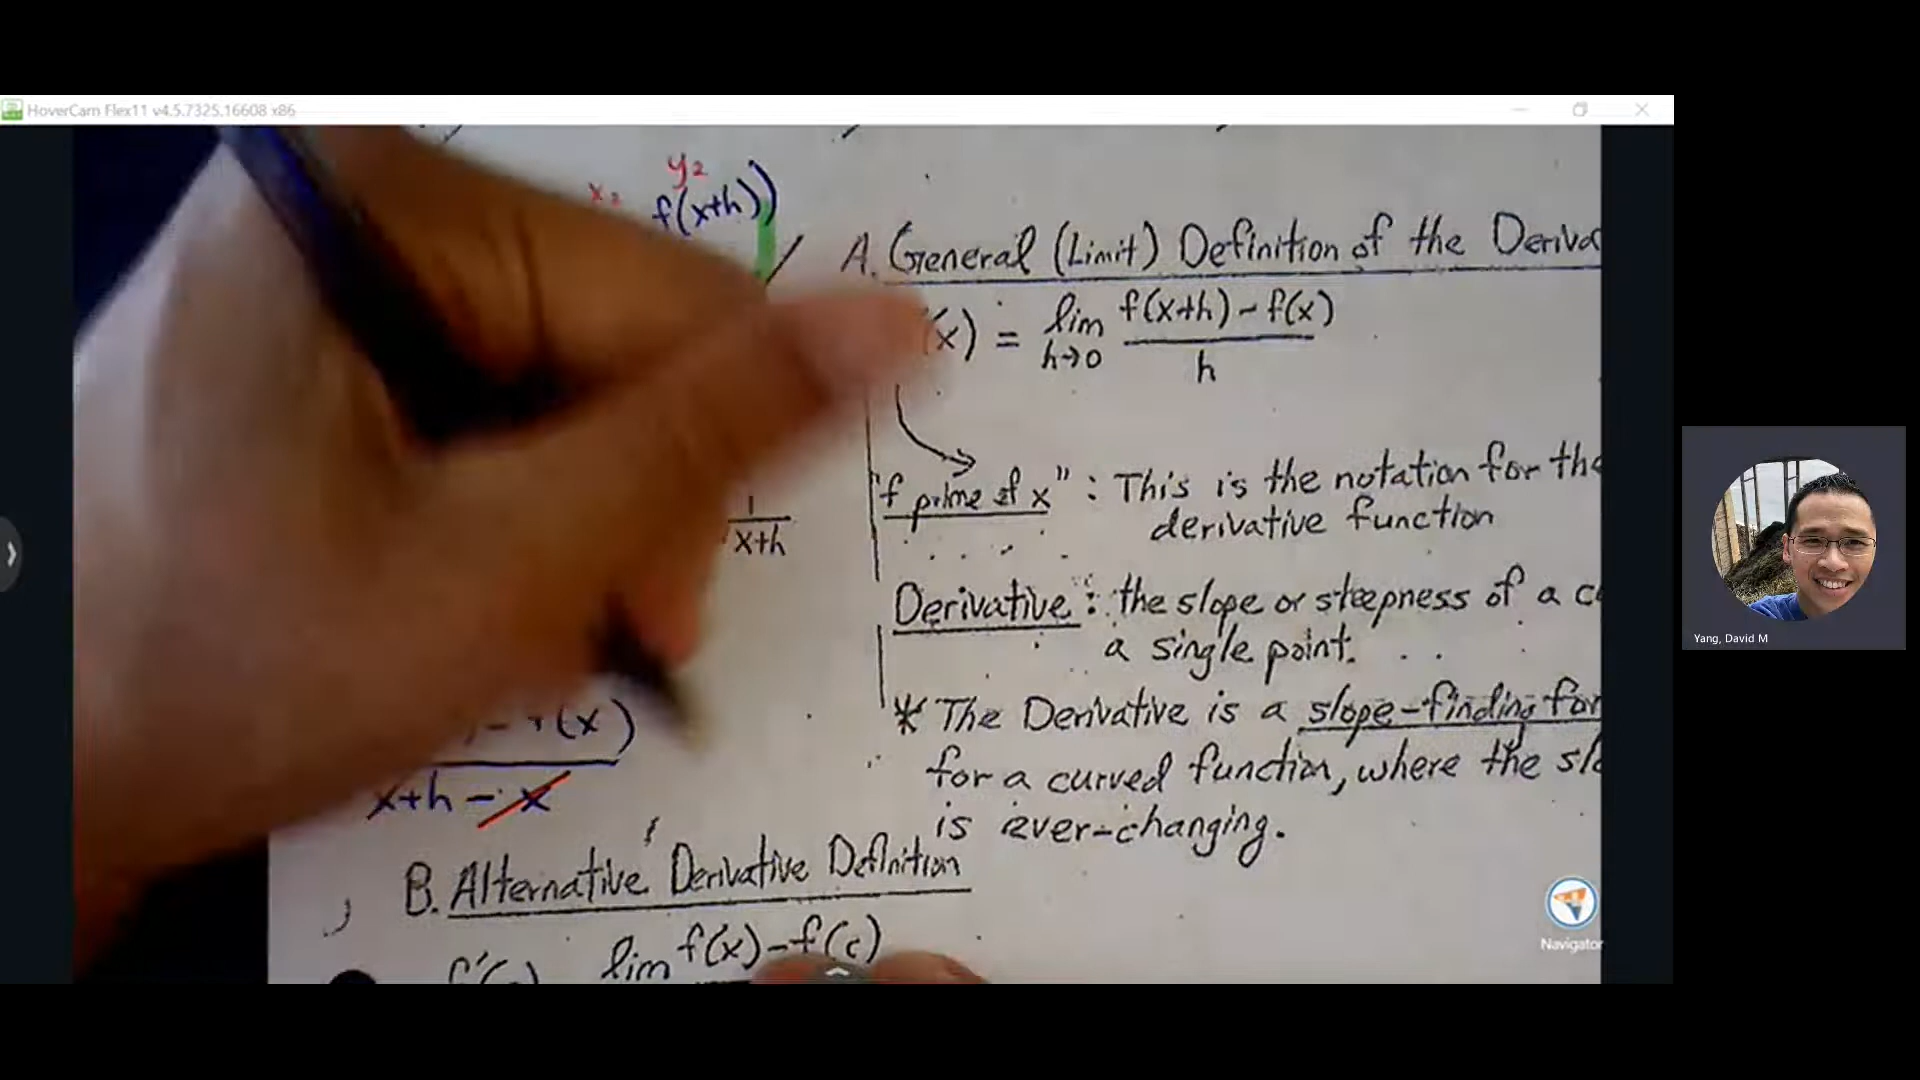 HoverCam Flex11 v4.5.7325.16608 x86
y2
f(x+h))
A. General (Limit) Definition of the Deriva
(x) = lim f(x+h) - f(x)
h→0 h
"f prime of x" : This is the notation for the
derivative function
1
x+h
Derivative : the slope or steepness of a c
a single point.
* The Derivative is a slope-finding for
for a curved function, where the slo
is ever-changing.
f(x)
x+h - x
B. Alternative Derivative Definition
lim f(x) - f(c)
Navigator
Yang, David M